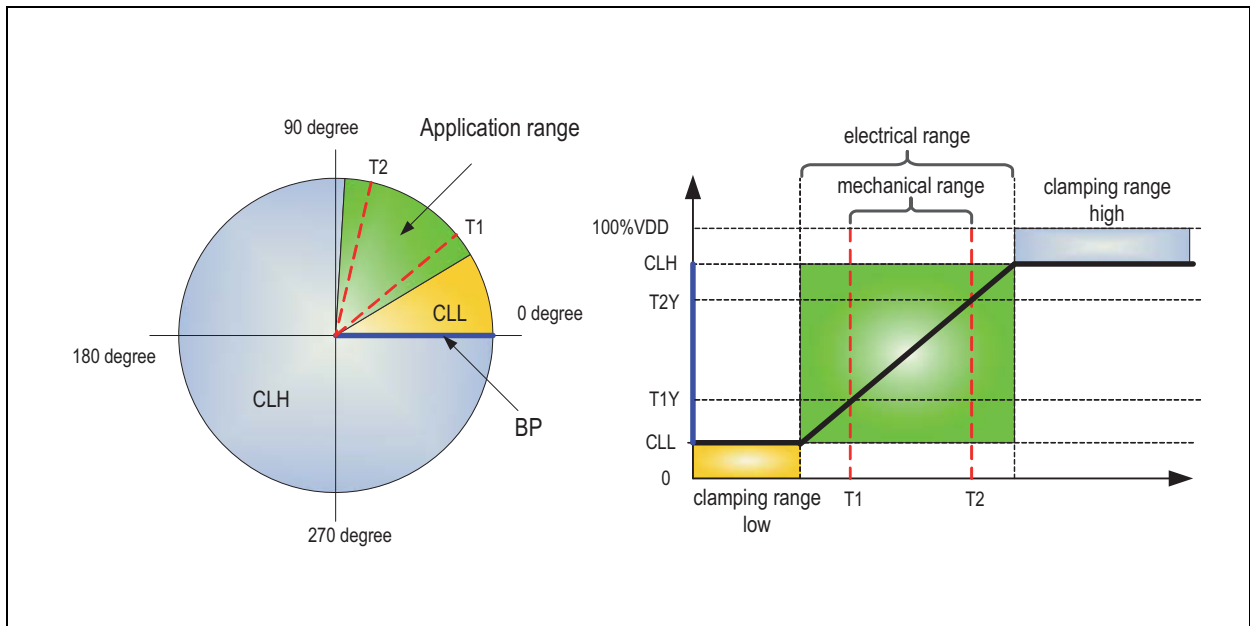 90 degree
Application range
T2
T1
CLL
0 degree
180 degree
CLH
BP
270 degree
electrical range
mechanical range
clamping range
high
100%VDD
CLH
T2Y
T1Y
CLL
0
clamping range
low
T1
T2